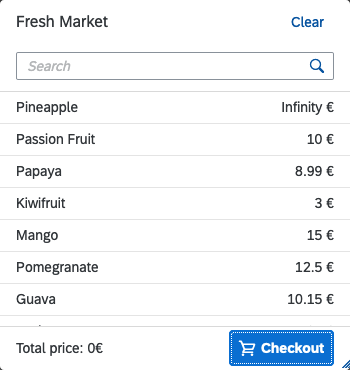 Fresh Market Clear
Search
Pineapple Infinity €
Passion Fruit 10 €
Papaya 8.99 €
Kiwifruit 3 €
Mango 15 €
Pomegranate 12.5 €
Guava 10.15 €
Total price: 0€ Checkout